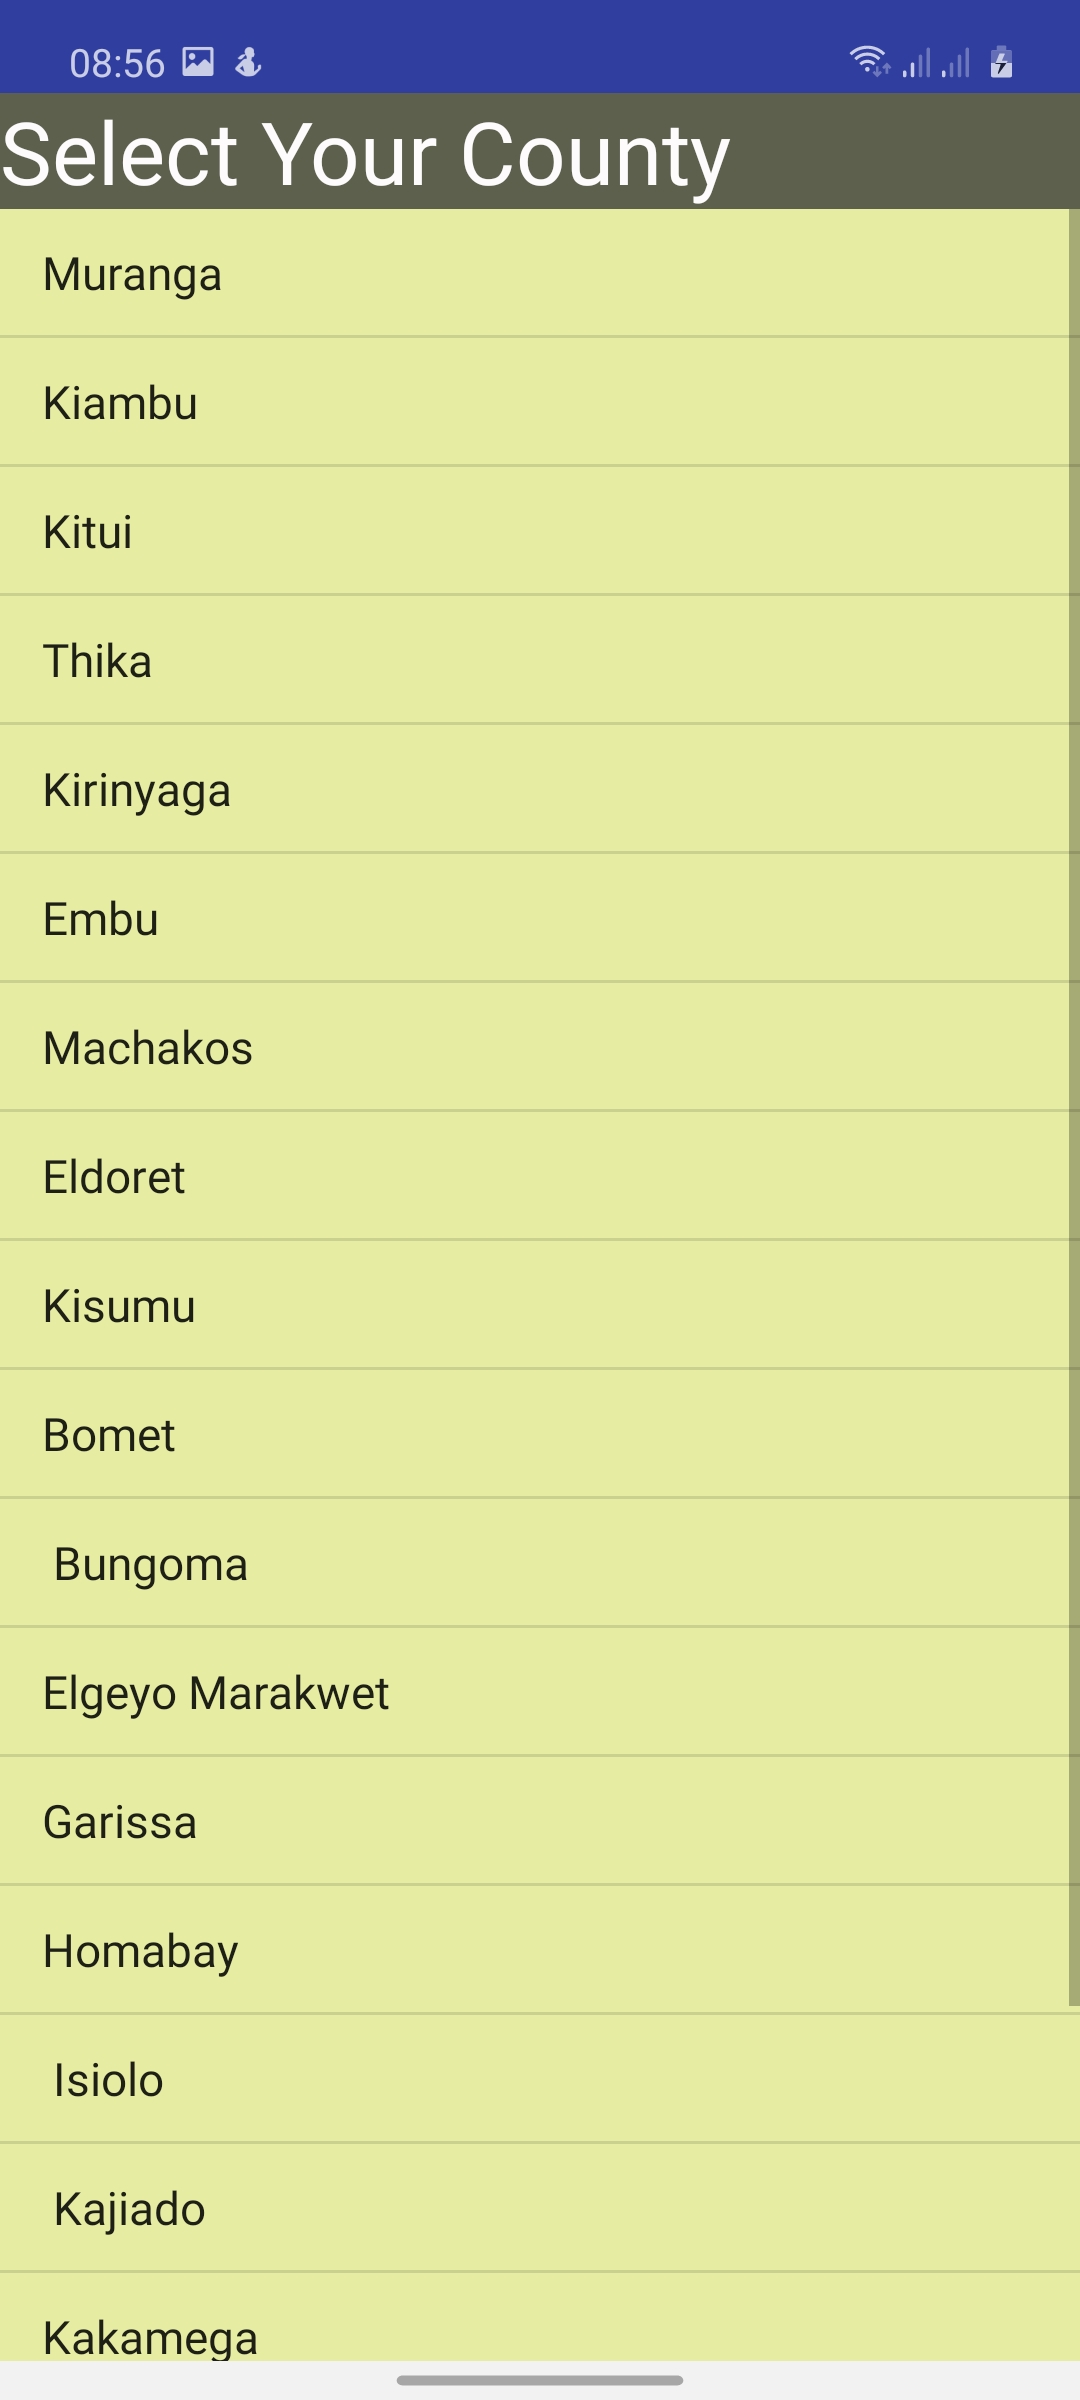 08:56
Select Your County
Muranga
Kiambu
Kitui
Thika
Kirinyaga
Embu
Machakos
Eldoret
Kisumu
Bomet
Bungoma
Elgeyo Marakwet
Garissa
Homabay
Isiolo
Kajiado
Kakamega